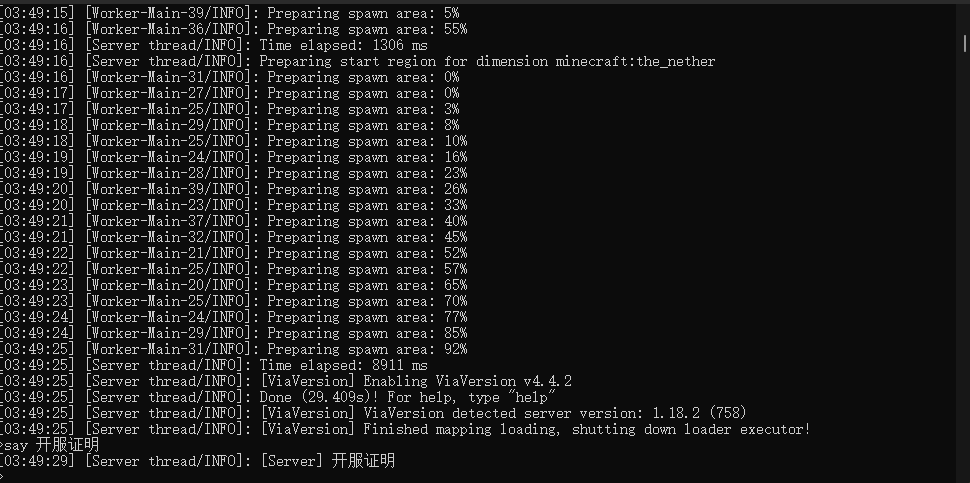 [03:49:15] [Worker-Main-39/INFO]: Preparing spawn area: 5%
[03:49:16] [Worker-Main-36/INFO]: Preparing spawn area: 55%
[03:49:16] [Server thread/INFO]: Time elapsed: 1306 ms
[03:49:16] [Server thread/INFO]: Preparing start region for dimension minecraft:the_nether
[03:49:16] [Worker-Main-31/INFO]: Preparing spawn area: 0%
[03:49:17] [Worker-Main-27/INFO]: Preparing spawn area: 0%
[03:49:17] [Worker-Main-25/INFO]: Preparing spawn area: 3%
[03:49:18] [Worker-Main-29/INFO]: Preparing spawn area: 8%
[03:49:18] [Worker-Main-25/INFO]: Preparing spawn area: 10%
[03:49:19] [Worker-Main-24/INFO]: Preparing spawn area: 16%
[03:49:19] [Worker-Main-28/INFO]: Preparing spawn area: 23%
[03:49:20] [Worker-Main-39/INFO]: Preparing spawn area: 26%
[03:49:20] [Worker-Main-23/INFO]: Preparing spawn area: 33%
[03:49:21] [Worker-Main-37/INFO]: Preparing spawn area: 40%
[03:49:21] [Worker-Main-32/INFO]: Preparing spawn area: 45%
[03:49:22] [Worker-Main-21/INFO]: Preparing spawn area: 52%
[03:49:22] [Worker-Main-25/INFO]: Preparing spawn area: 57%
[03:49:23] [Worker-Main-20/INFO]: Preparing spawn area: 65%
[03:49:23] [Worker-Main-25/INFO]: Preparing spawn area: 70%
[03:49:24] [Worker-Main-24/INFO]: Preparing spawn area: 77%
[03:49:24] [Worker-Main-29/INFO]: Preparing spawn area: 85%
[03:49:25] [Worker-Main-31/INFO]: Preparing spawn area: 92%
[03:49:25] [Server thread/INFO]: Time elapsed: 8911 ms
[03:49:25] [Server thread/INFO]: [ViaVersion] Enabling ViaVersion v4.4.2
[03:49:25] [Server thread/INFO]: Done (29.409s)! For help, type "help"
[03:49:25] [Server thread/INFO]: [ViaVersion] ViaVersion detected server version: 1.18.2 (758)
[03:49:25] [Server thread/INFO]: [ViaVersion] Finished mapping loading, shutting down loader executor!
>say 开服证明
[03:49:29] [Server thread/INFO]: [Server] 开服证明
>